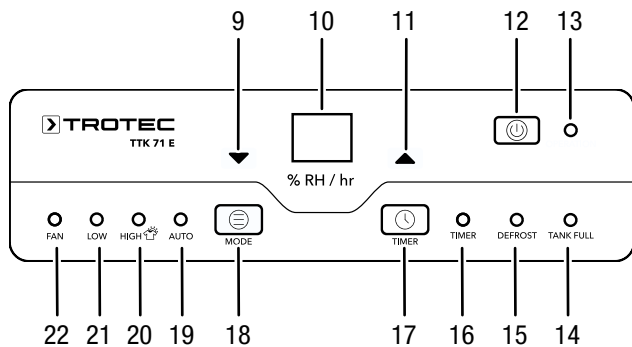 9 10 11 12 13
TROTEC
TTK 71 E
% RH / hr
FAN LOW HIGH AUTO MODE TIMER TIMER DEFROST TANK FULL
22 21 20 19 18 17 16 15 14